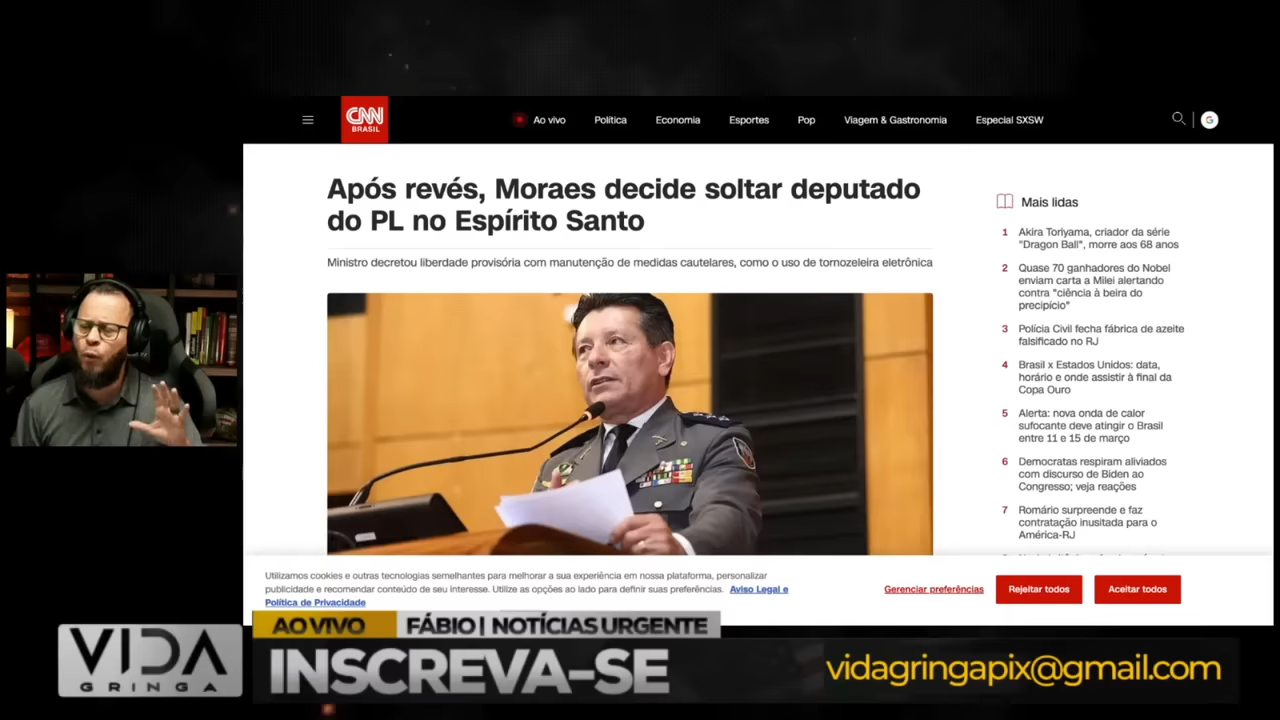 CNN
BRASIL
Ao vivo
Política
Economia
Esportes
Pop
Viagem & Gastronomia
Especial SXSW
G
Após revés, Moraes decide soltar deputado
do PL no Espírito Santo
Ministro decretou liberdade provisória com manutenção de medidas cautelares, como o uso de tornozeleira eletrônica
Mais lidas
1 Akira Toriyama, criador da série
"Dragon Ball", morre aos 68 anos
2 Quase 70 ganhadores do Nobel
enviam carta a Milei alertando
contra "ciência à beira do
precipício"
3 Polícia Civil fecha fábrica de azeite
falsificado no RJ
4 Brasil x Estados Unidos: data,
horário e onde assistir à final da
Copa Ouro
5 Alerta: nova onda de calor
sufocante deve atingir o Brasil
entre 11 e 15 de março
6 Democratas respiram aliviados
com discurso de Biden ao
Congresso; veja reações
7 Romário surpreende e faz
contratação inusitada para o
América-RJ
Utilizamos cookies e outras tecnologias semelhantes para melhorar a sua experiência em nossa plataforma, personalizar
publicidade e recomendar conteúdo de seu interesse. Utilize as opções ao lado para definir suas preferências. Aviso Legal e
Política de Privacidade
Gerenciar preferências
Rejeitar todos
Aceitar todos
AO VIVO
FÁBIO | NOTÍCIAS URGENTE
VIDA
GRINGA
INSCREVA-SE
vidagringapix@gmail.com